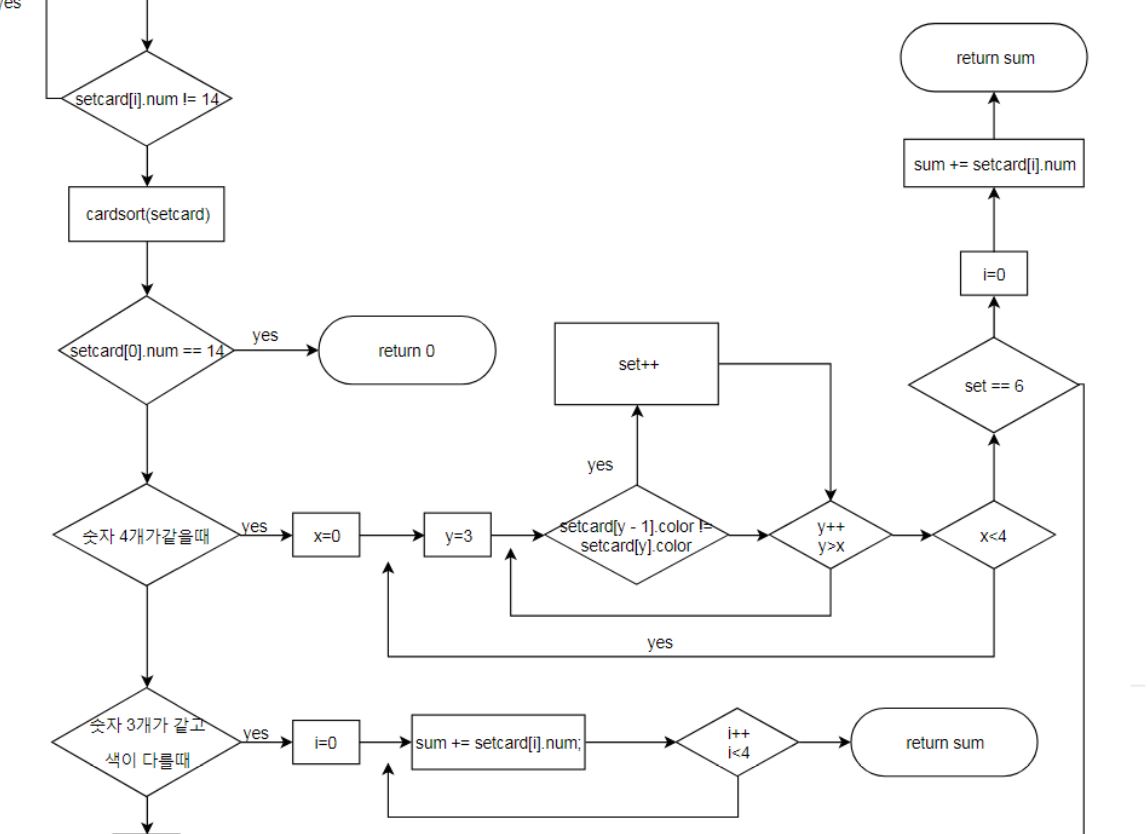 yes
setcard[i].num != 14
cardsort(setcard)
setcard[0].num == 14
yes
return 0
숫자 4개가같을때
yes
x=0
y=3
setcard[y - 1].color !=
setcard[y].color
yes
set++
y++
y>x
x<4
yes
set == 6
i=0
sum += setcard[i].num
return sum
숫자 3개가 같고
색이 다를때
yes
i=0
sum += setcard[i].num;
i++
i<4
return sum